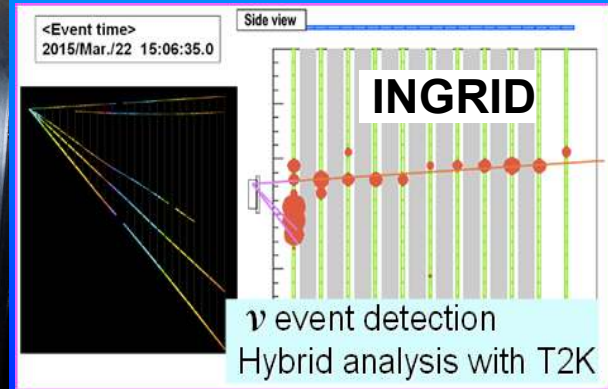 <Event time>
2015/Mar./22 15:06:35.0
Side view
INGRID
ν event detection
Hybrid analysis with T2K